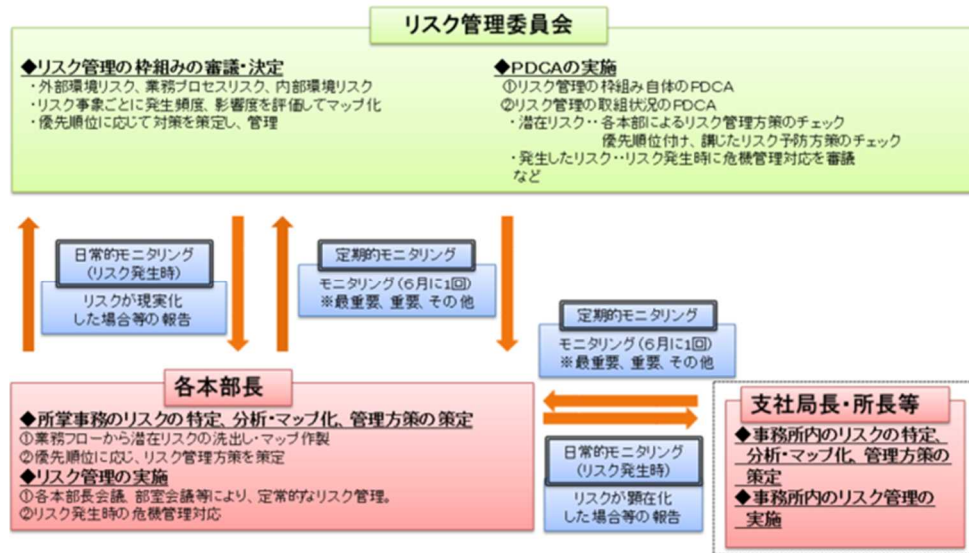 リスク管理委員会
◆リスク管理の枠組みの審議・決定
・外部環境リスク、業務プロセスリスク、内部環境リスク
・リスク事象ごとに発生頻度、影響度を評価してマップ化
・優先順位に応じて対策を策定し、管理
◆PDCAの実施
①リスク管理の枠組み自体のPDCA
②リスク管理の取組状況のPDCA
・潜在リスク‥各本部によるリスク管理方策のチェック
優先順位付け、講じたリスク予防方策のチェック
・発生したリスク‥リスク発生時に危機管理対応を審議
など
日常的モニタリング
(リスク発生時)
リスクが現実化
した場合等の報告
定期的モニタリング
モニタリング(6月に1回)
※最重要、重要、その他
定期的モニタリング
モニタリング(6月に1回)
※最重要、重要、その他
各本部長
◆所掌事務のリスクの特定、分析・マップ化、管理方策の策定
①業務フローから潜在リスクの洗出し・マップ作製
②優先順位に応じ、リスク管理方策を策定
◆リスク管理の実施
①各本部長会議、部室会議等により、定常的なリスク管理。
②リスク発生時の危機管理対応
日常的モニタリング
(リスク発生時)
リスクが顕在化
した場合等の報告
支社局長・所長等
◆事務所内のリスクの特定、
分析・マップ化、管理方策の
策定
◆事務所内のリスク管理の
実施